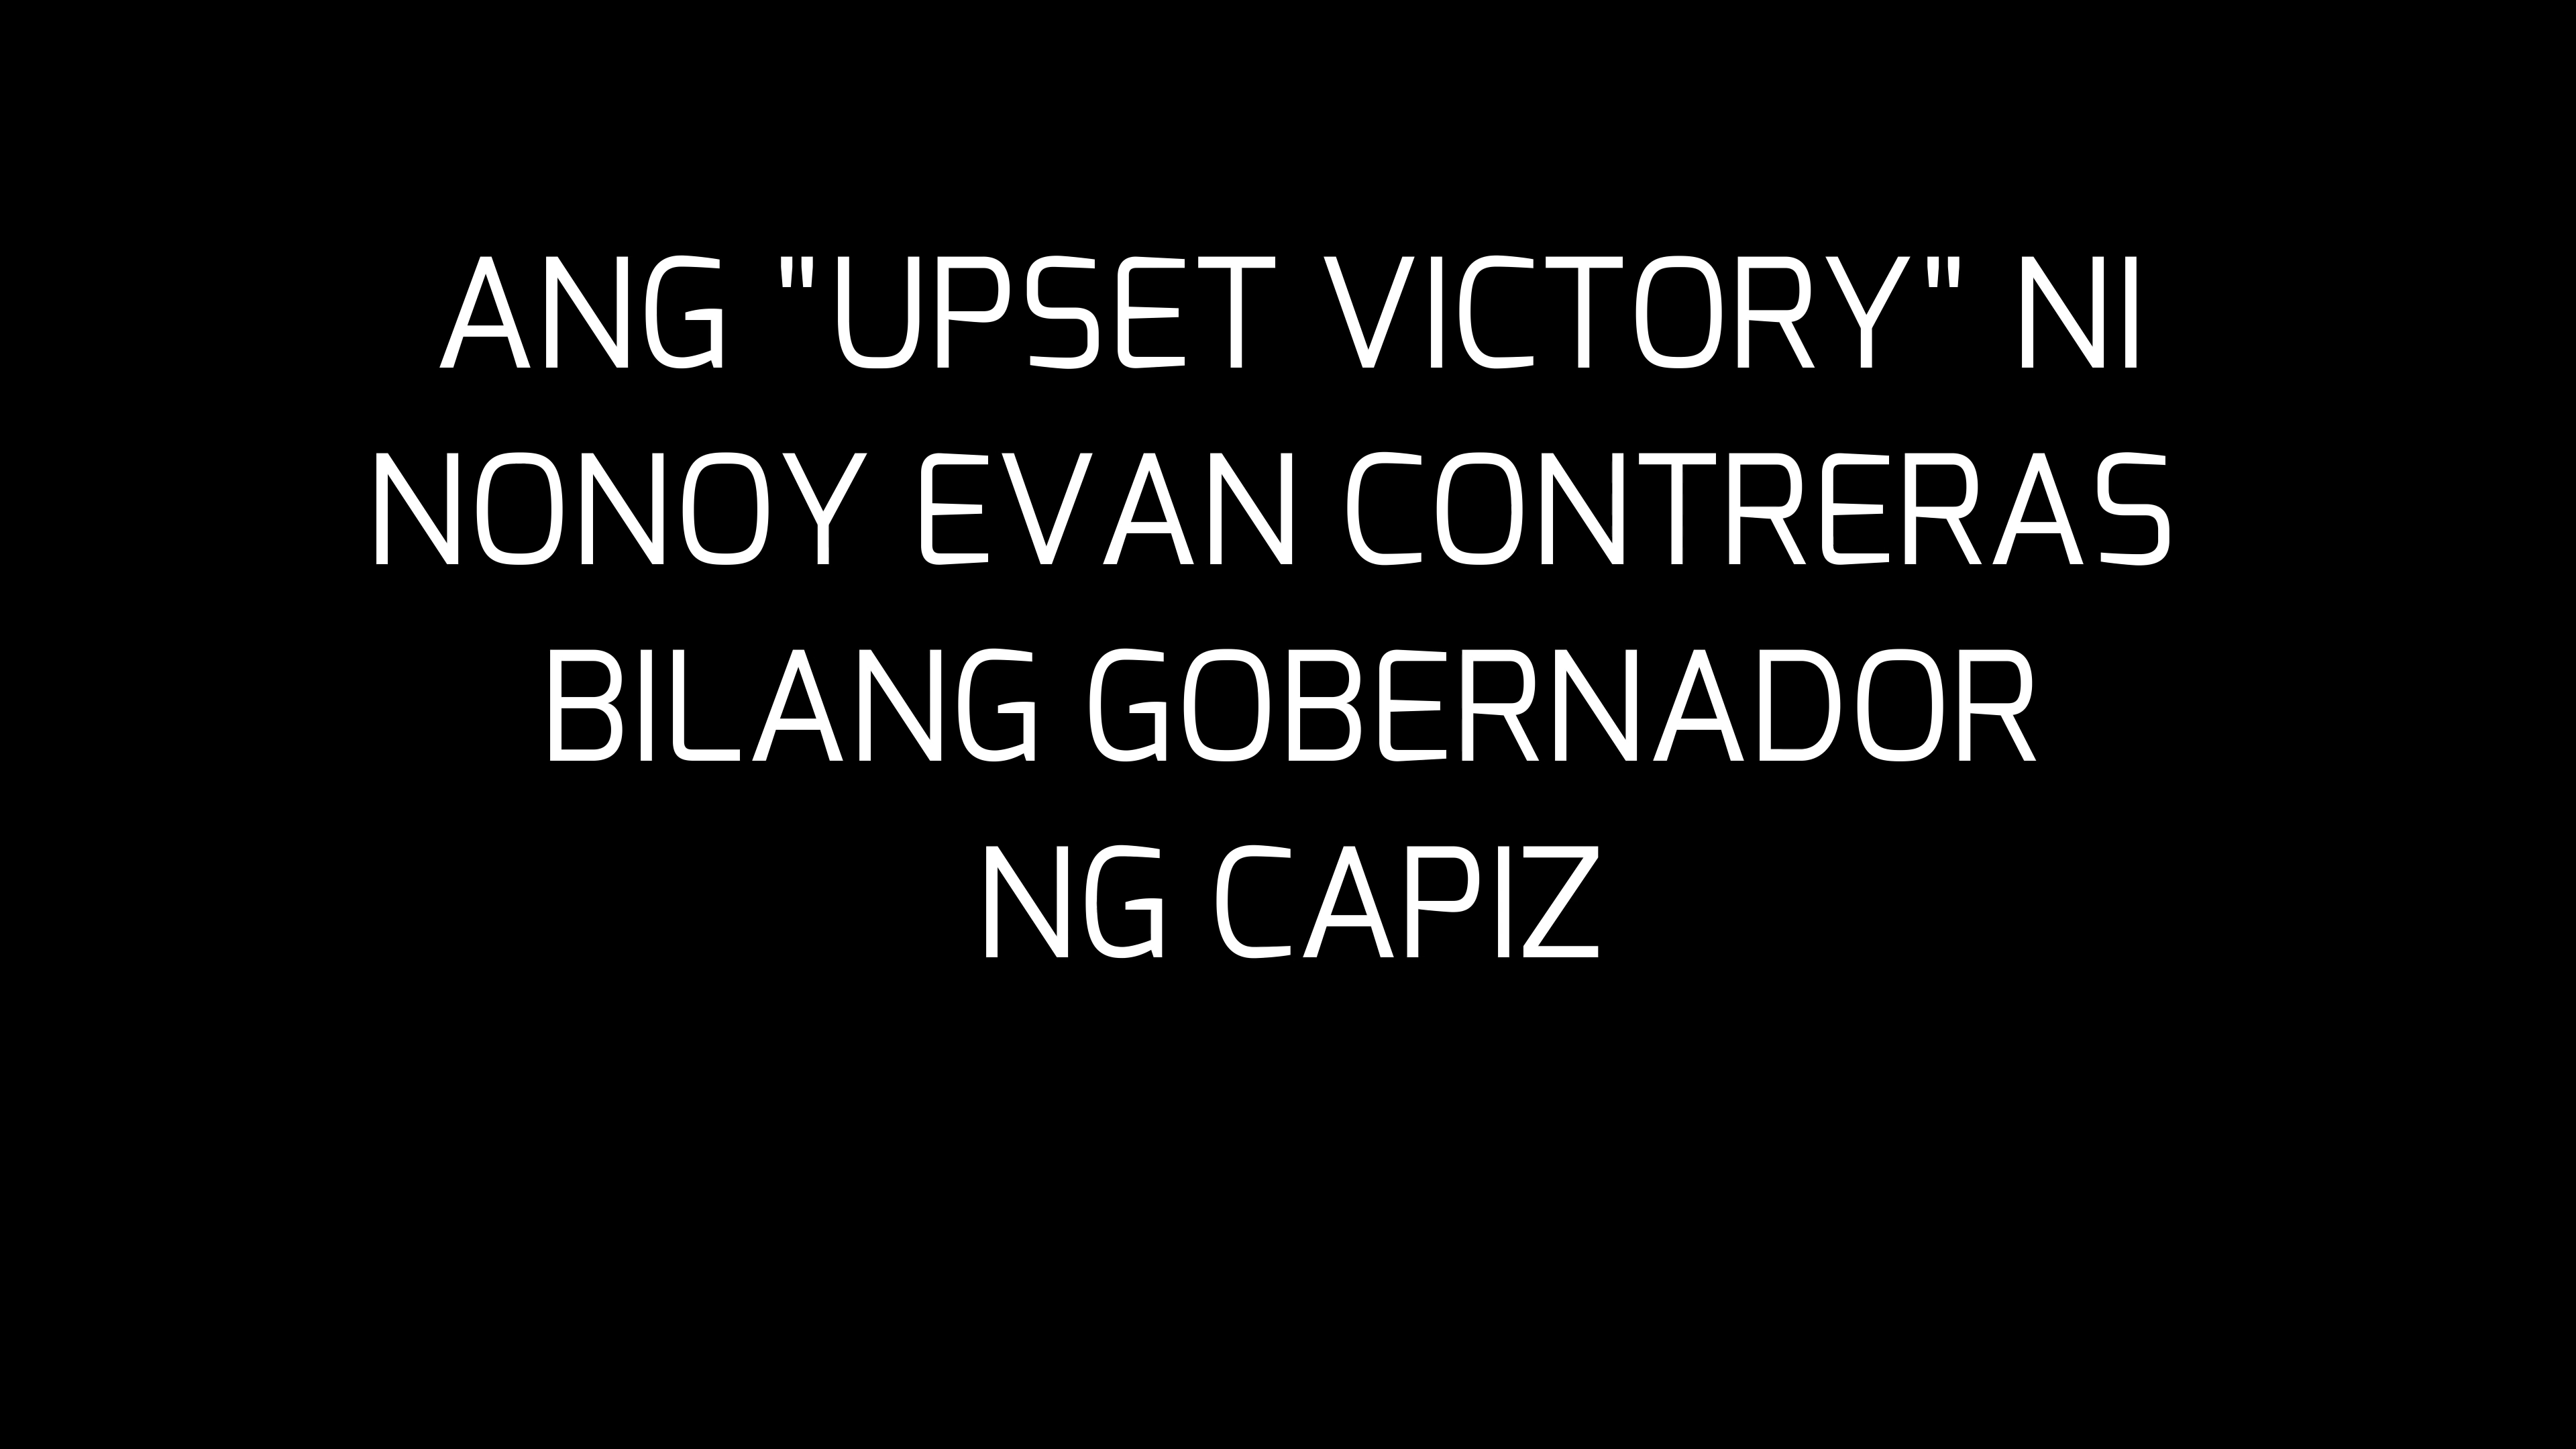 ANG "UPSET VICTORY" NI
NONOY EVAN CONTRERAS
BILANG GOBERNADOR
NG CAPIZ